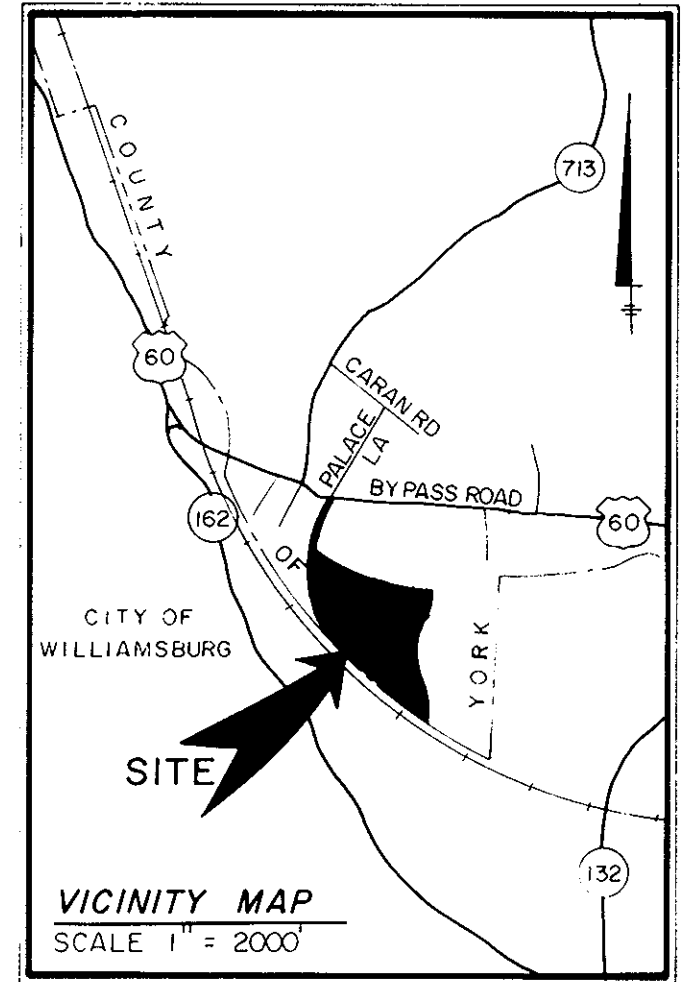 COUNTY
713
60
CARAN RD
PALACE
LA
BYPASS ROAD
60
162
OF
CITY OF
WILLIAMSBURG
YORK
SITE
132
VICINITY MAP
SCALE 1" = 2000'